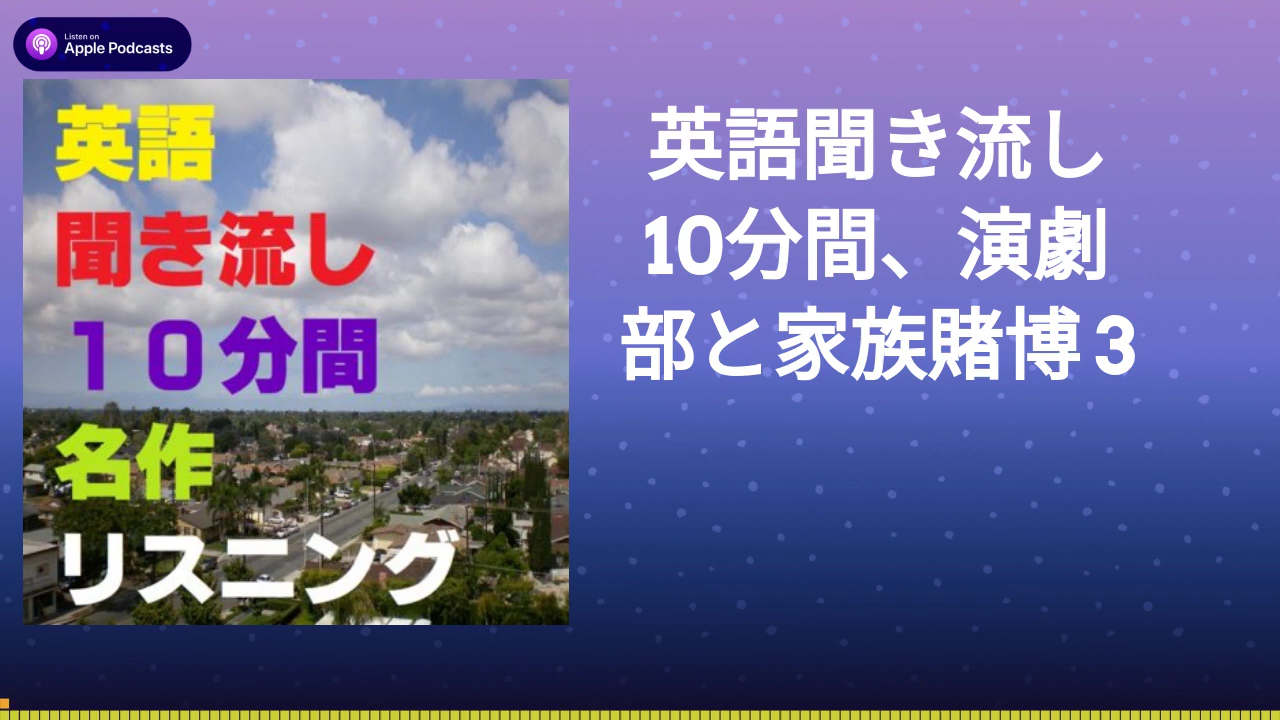 Listen on
Apple Podcasts
英語
聞き流し
１０分間
名作
リスニング
英語聞き流し
10分間、演劇
部と家族賭博３